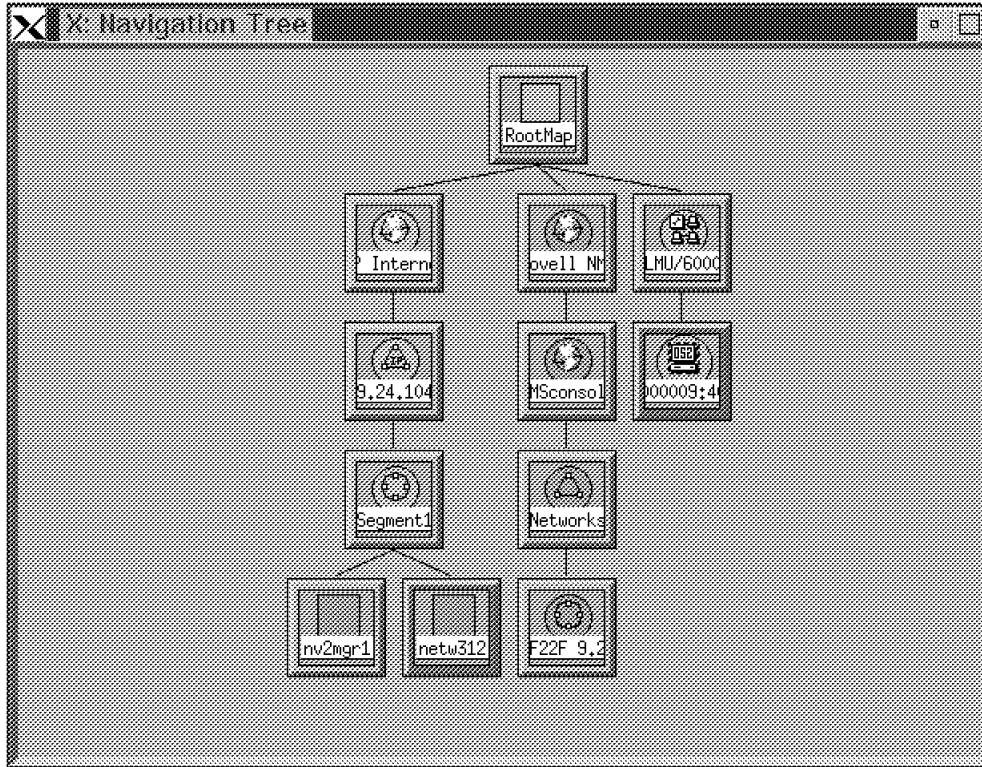 X: Navigation Tree
RootMap
P Interne
ovell NM
LMU/6000
9.24.104
MSconsol
000009:40
Segment1
Networks
nv2mgr1
netw312
F22F 9.2